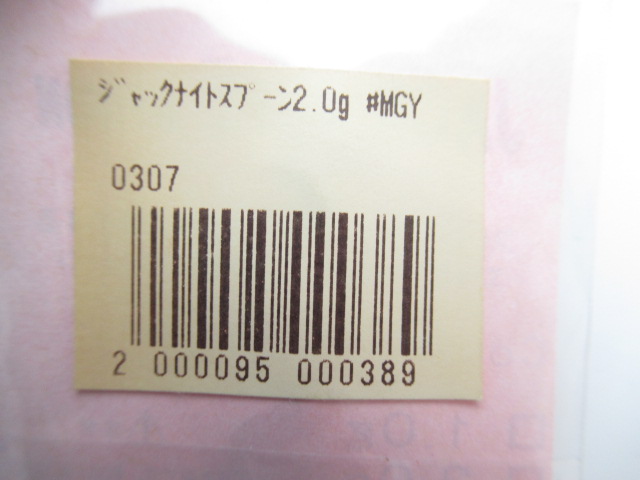 ｼﾞｬｯｸﾅｲﾄｽﾌﾟｰﾝ2.0g #MGY
0307
2 000095 000389